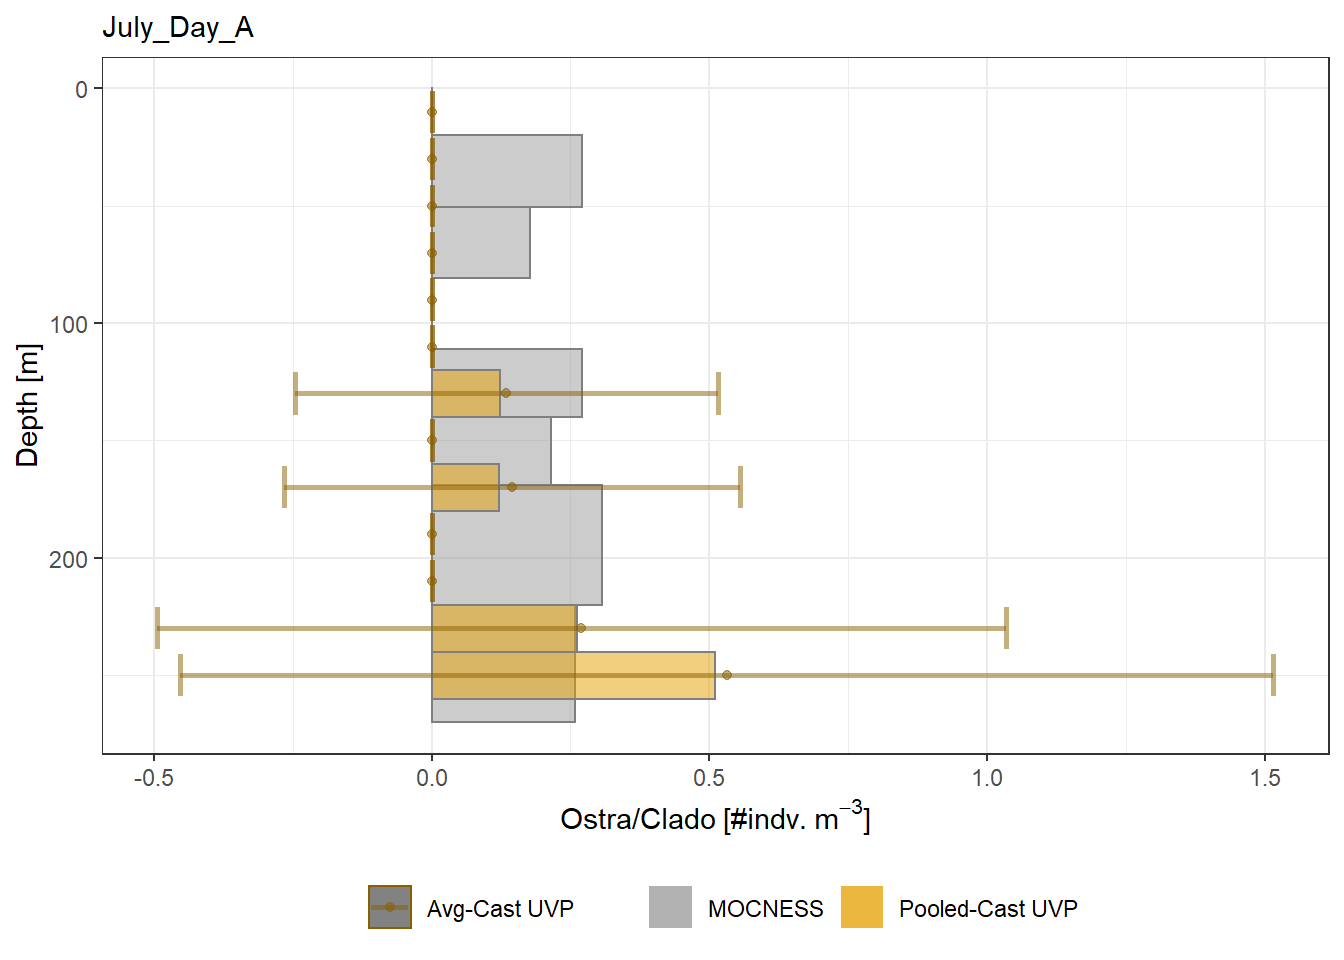 July_Day_A
0
100
200
Depth [m]
-0.5 0.0 0.5 1.0 1.5
Ostra/Clado [#indv. m⁻³]
Avg-Cast UVP MOCNESS Pooled-Cast UVP